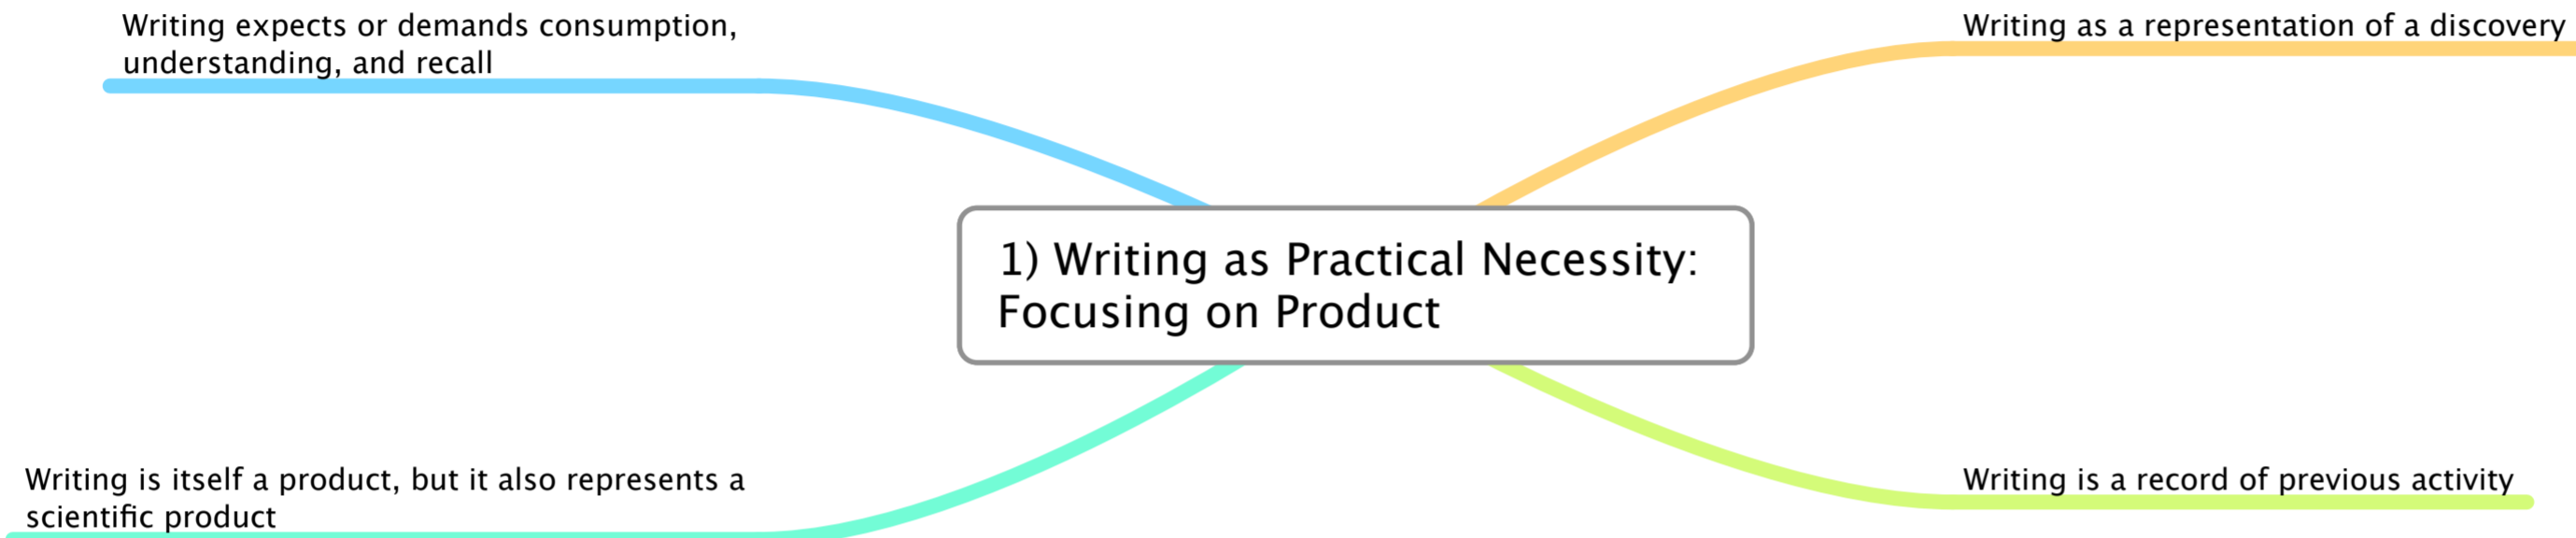 Writing expects or demands consumption,
understanding, and recall
Writing as a representation of a discovery
1) Writing as Practical Necessity:
Focusing on Product
Writing is itself a product, but it also represents a
scientific product
Writing is a record of previous activity